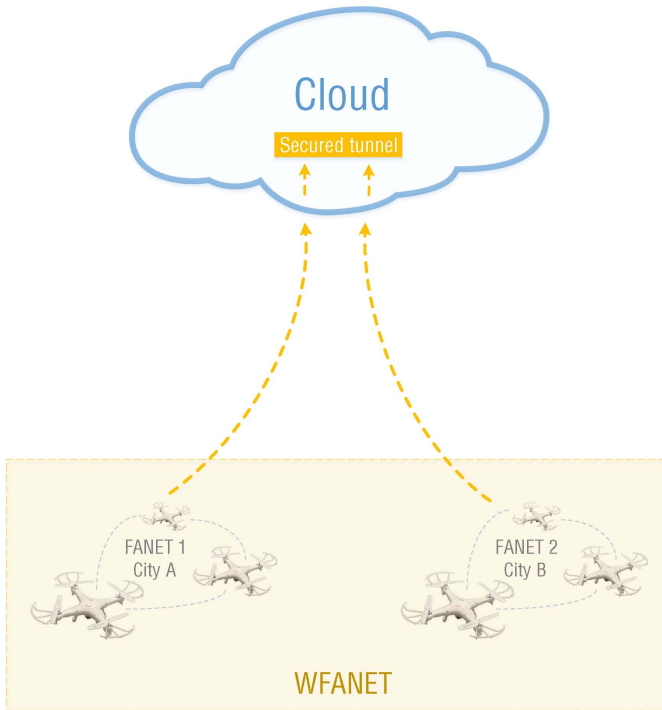 Cloud
Secured tunnel
FANET 1
City A
FANET 2
City B
WFANET